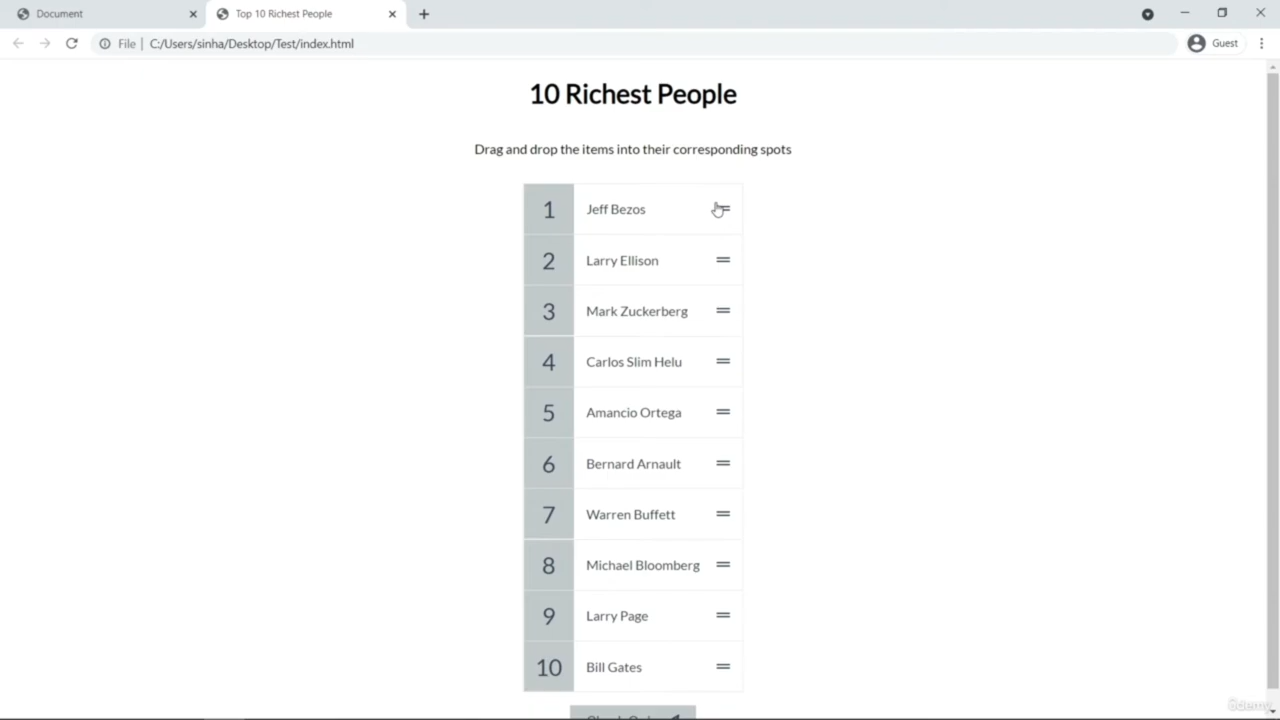 Document
Top 10 Richest People
File
C:/Users/sinha/Desktop/Test/index.html
Guest
10 Richest People
Drag and drop the items into their corresponding spots
1 Jeff Bezos
2 Larry Ellison
3 Mark Zuckerberg
4 Carlos Slim Helu
5 Amancio Ortega
6 Bernard Arnault
7 Warren Buffett
8 Michael Bloomberg
9 Larry Page
10 Bill Gates
ûdemy